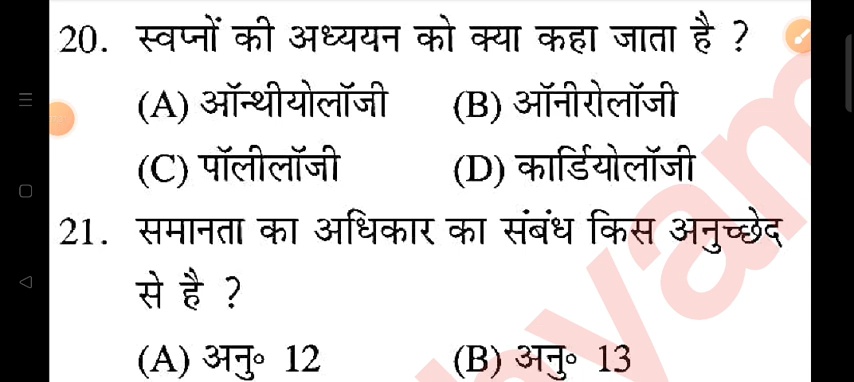 20. स्वप्नों की अध्ययन को क्या कहा जाता है ?
(A) ऑन्थीयोलॉजी (B) ऑनीरोलॉजी
(C) पॉलीलॉजी (D) कार्डियोलॉजी
21. समानता का अधिकार का संबंध किस अनुच्छेद
से है ?
(A) अनु॰ 12 (B) अनु॰ 13